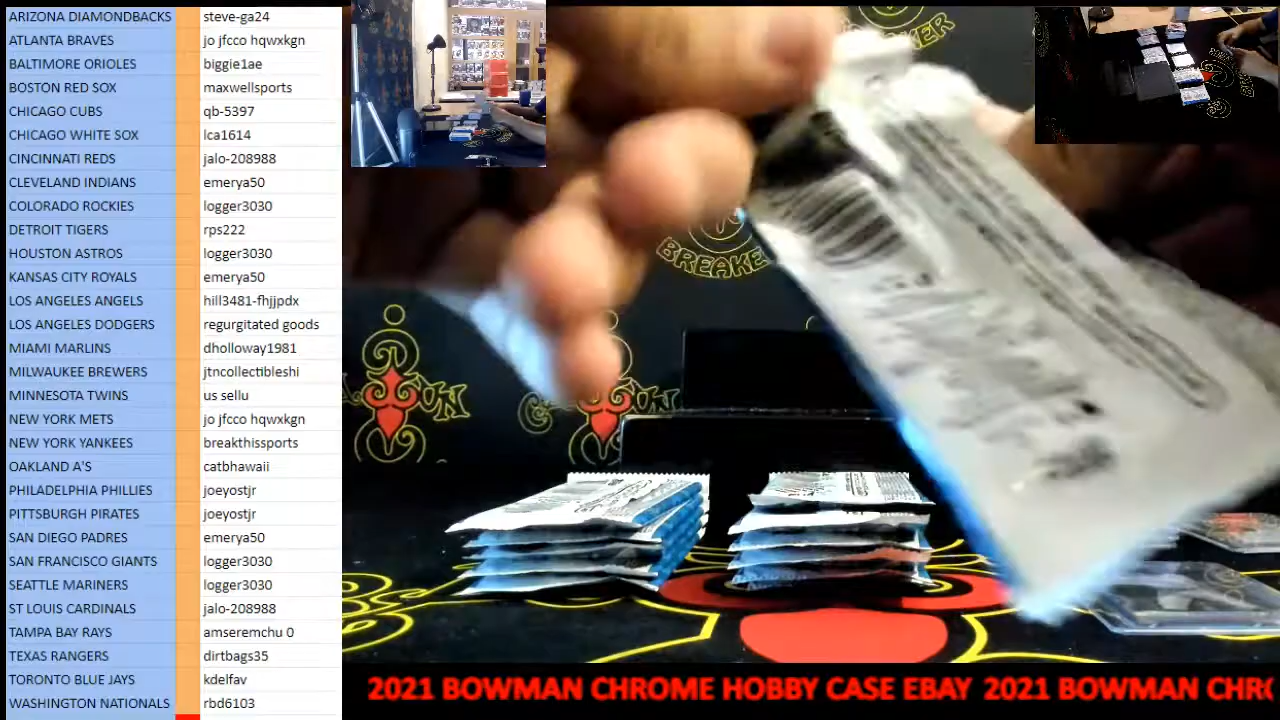 ARIZONA DIAMONDBACKS steve-ga24
ATLANTA BRAVES jo jfcco hqwxkgn
BALTIMORE ORIOLES biggie1ae
BOSTON RED SOX maxwellsports
CHICAGO CUBS qb-5397
CHICAGO WHITE SOX lca1614
CINCINNATI REDS jalo-208988
CLEVELAND INDIANS emerya50
COLORADO ROCKIES logger3030
DETROIT TIGERS rps222
HOUSTON ASTROS logger3030
KANSAS CITY ROYALS emerya50
LOS ANGELES ANGELS hill3481-fhjjpdx
LOS ANGELES DODGERS regurgitated goods
MIAMI MARLINS dholloway1981
MILWAUKEE BREWERS jtncollectibleshi
MINNESOTA TWINS us sellu
NEW YORK METS jo jfcco hqwxkgn
NEW YORK YANKEES breakthissports
OAKLAND A'S catbhawaii
PHILADELPHIA PHILLIES joeyostjr
PITTSBURGH PIRATES joeyostjr
SAN DIEGO PADRES emerya50
SAN FRANCISCO GIANTS logger3030
SEATTLE MARINERS logger3030
ST LOUIS CARDINALS jalo-208988
TAMPA BAY RAYS amseremchu 0
TEXAS RANGERS dirtbags35
TORONTO BLUE JAYS kdelfav
WASHINGTON NATIONALS rbd6103
BREAKE
2021 BOWMAN CHROME HOBBY CASE EBAY 2021 BOWMAN CHR